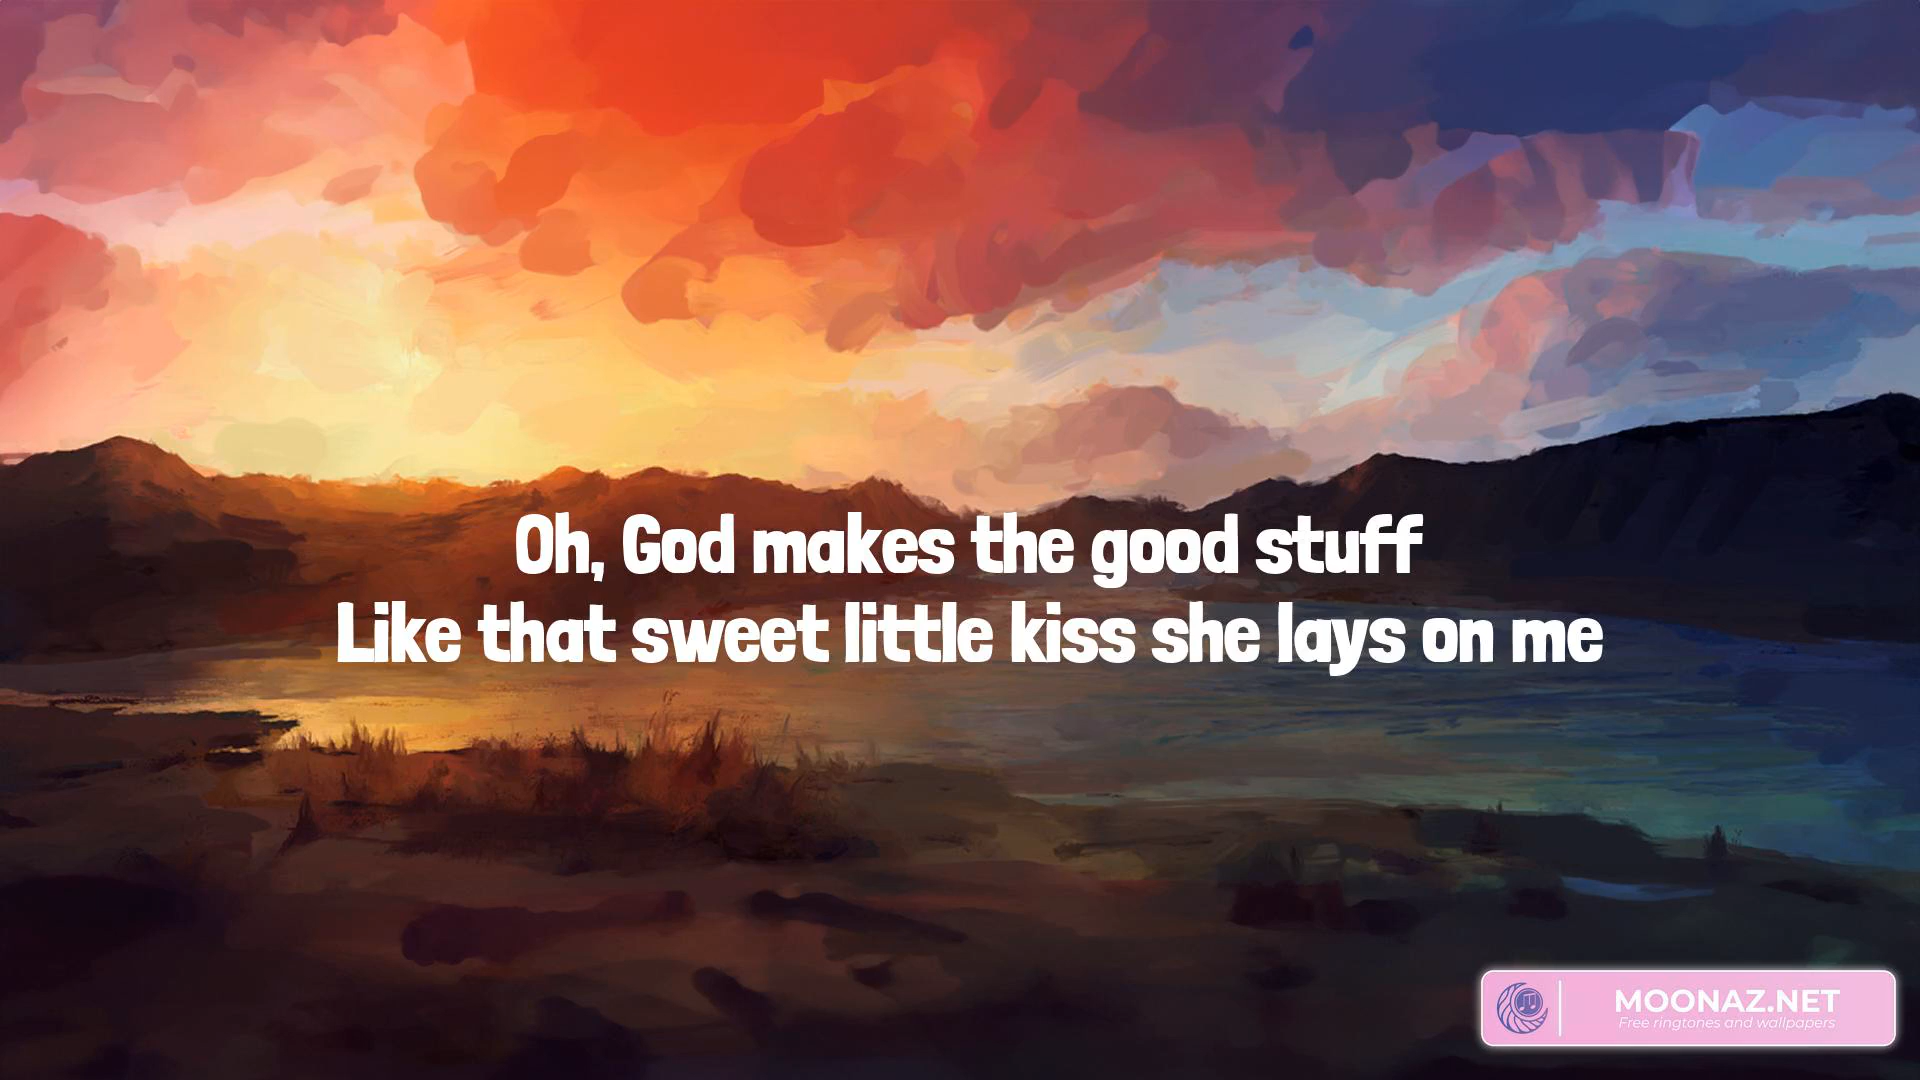 Oh, God makes the good stuff
Like that sweet little kiss she lays on me
MOONAZ.NET
Free ringtones and wallpapers